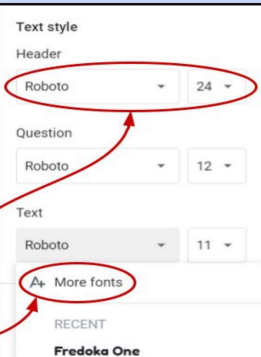 Text style
Header
Roboto 24
Question
Roboto 12
Text
Roboto 11
A+ More fonts
RECENT
Fredoka One